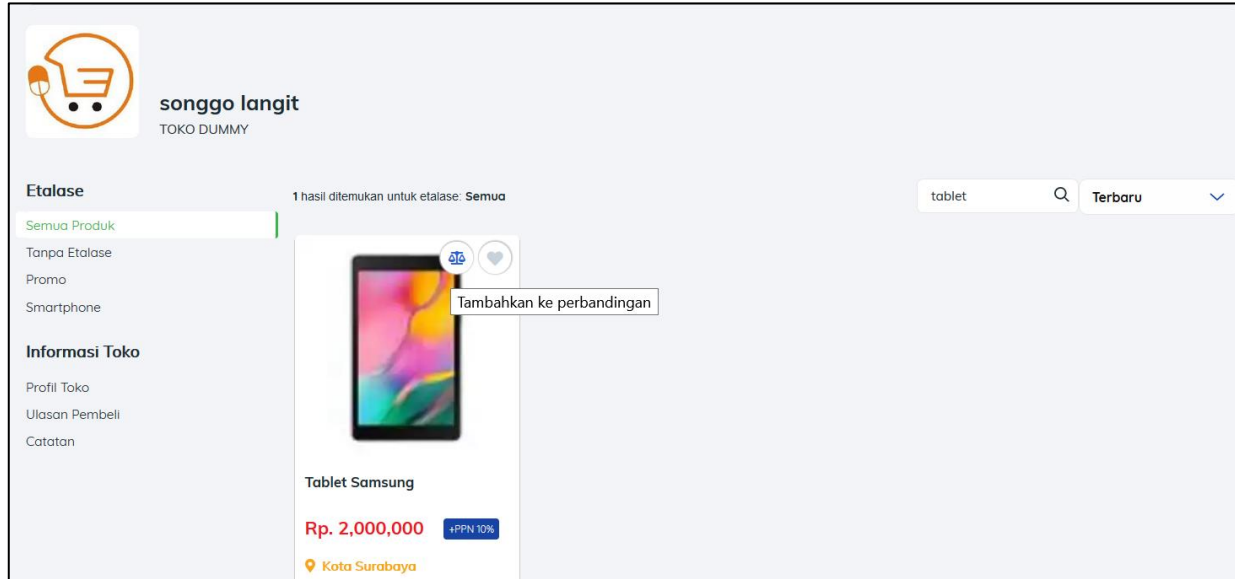 songgo langit
TOKO DUMMY
Etalase
Semua Produk
Tanpa Etalase
Promo
Smartphone
Informasi Toko
Profil Toko
Ulasan Pembeli
Catatan
1 hasil ditemukan untuk etalase: Semua
tablet
Terbaru
Tambahkan ke perbandingan
Tablet Samsung
Rp. 2,000,000 +PPN 10%
Kota Surabaya